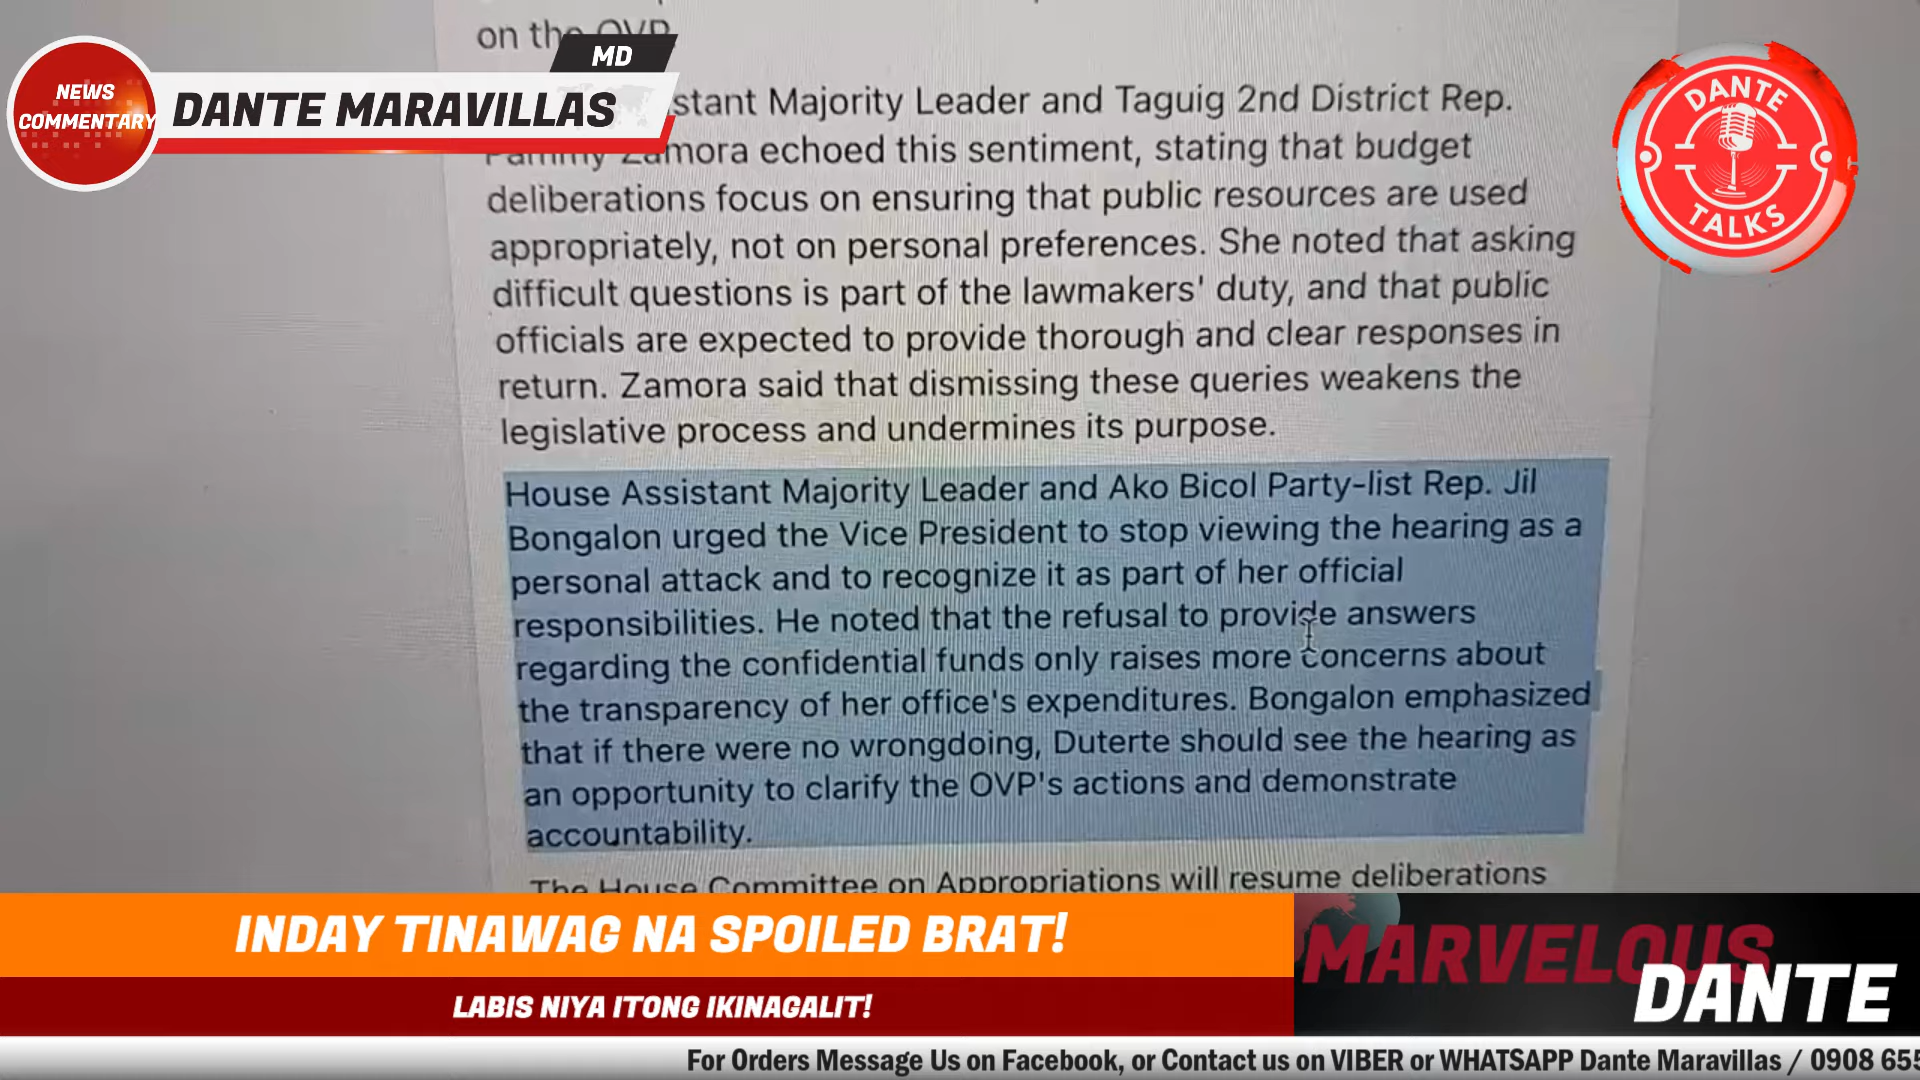 on the OVP.
MD
NEWS
COMMENTARY
DANTE MARAVILLAS
DANTE
TALKS
stant Majority Leader and Taguig 2nd District Rep.
Pammy Zamora echoed this sentiment, stating that budget
deliberations focus on ensuring that public resources are used
appropriately, not on personal preferences. She noted that asking
difficult questions is part of the lawmakers' duty, and that public
officials are expected to provide thorough and clear responses in
return. Zamora said that dismissing these queries weakens the
legislative process and undermines its purpose.
House Assistant Majority Leader and Ako Bicol Party-list Rep. Jil
Bongalon urged the Vice President to stop viewing the hearing as a
personal attack and to recognize it as part of her official
responsibilities. He noted that the refusal to provide answers
regarding the confidential funds only raises more concerns about
the transparency of her office's expenditures. Bongalon emphasized
that if there were no wrongdoing, Duterte should see the hearing as
an opportunity to clarify the OVP's actions and demonstrate
accountability.
The House Committee on Appropriations will resume deliberations
INDAY TINAWAG NA SPOILED BRAT!
LABIS NIYA ITONG IKINAGALIT!
MARVELOUS
DANTE
For Orders Message Us on Facebook, or Contact us on VIBER or WHATSAPP Dante Maravillas / 0908 655